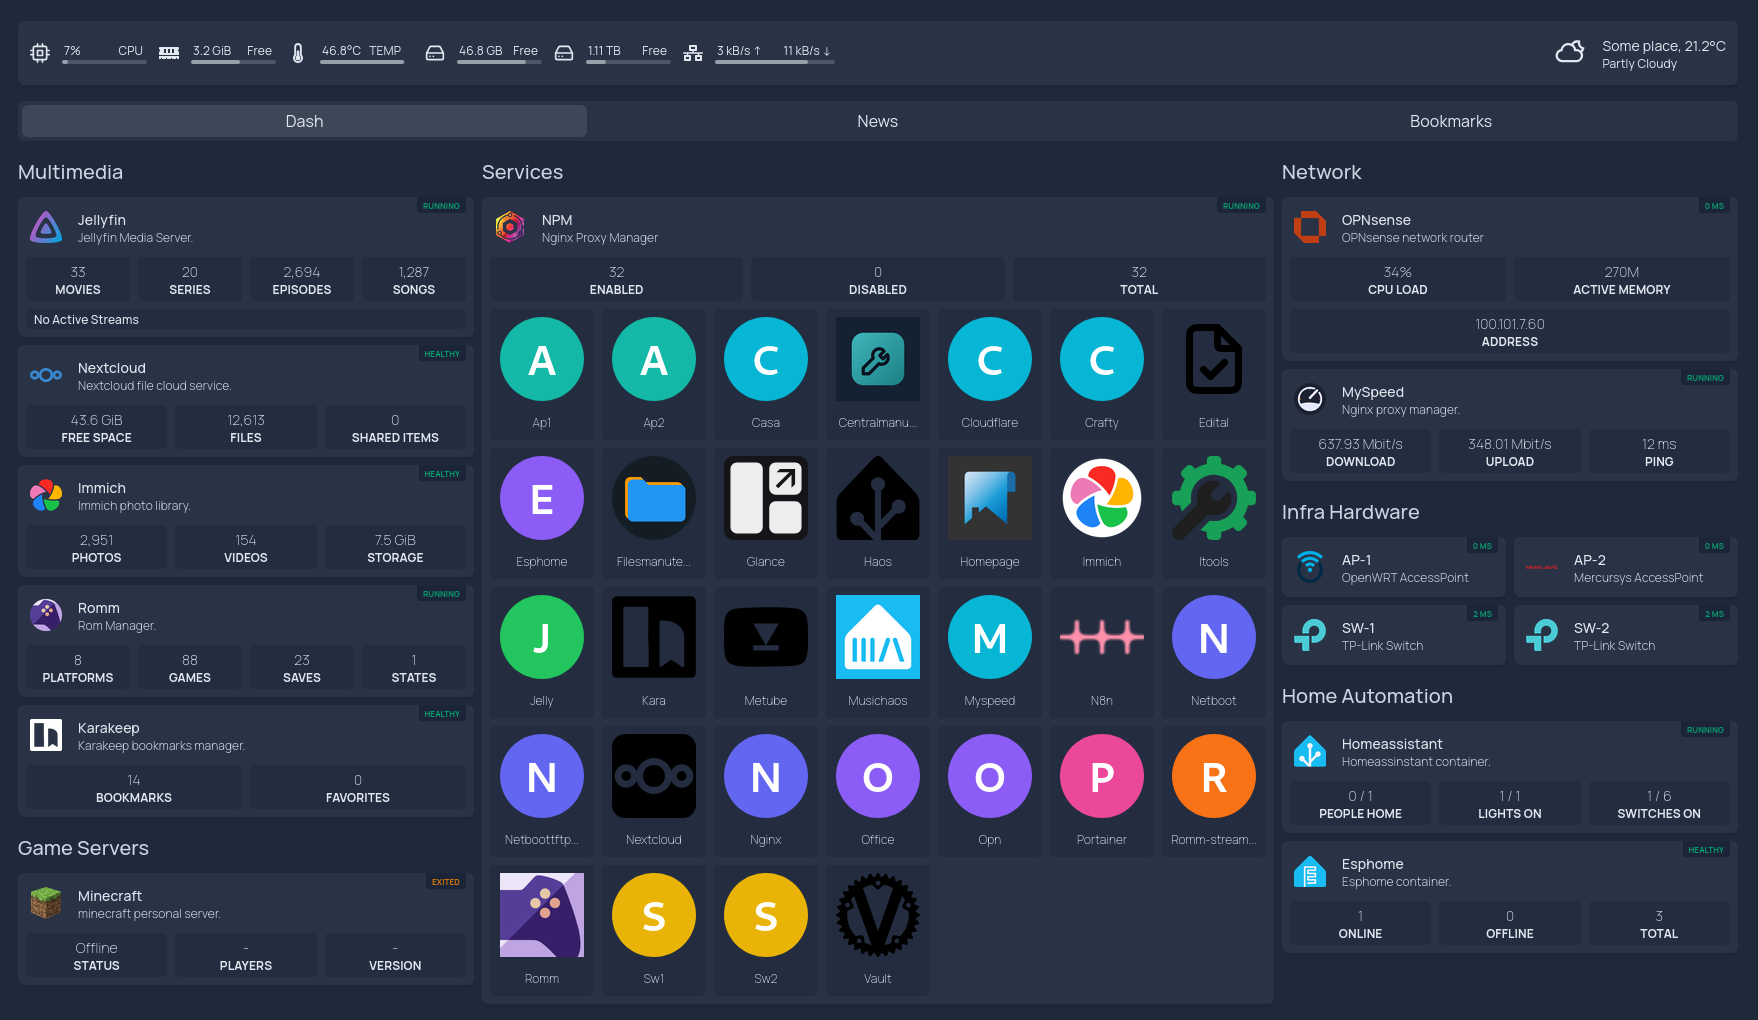 7% CPU 3.2 GiB Free 46.8°C TEMP 46.8 GB Free 1.11 TB Free 3 kB/s ↑ 11 kB/s ↓
Some place, 21.2°C
Partly Cloudy
Dash News Bookmarks
Multimedia
RUNNING
Jellyfin
Jellyfin Media Server.
33 20 2,694 1,287
MOVIES SERIES EPISODES SONGS
No Active Streams
HEALTHY
Nextcloud
Nextcloud file cloud service.
43.6 GiB 12,613 0
FREE SPACE FILES SHARED ITEMS
HEALTHY
Immich
Immich photo library.
2,951 154 7.5 GiB
PHOTOS VIDEOS STORAGE
RUNNING
Romm
Rom Manager.
8 88 23 1
PLATFORMS GAMES SAVES STATES
HEALTHY
Karakeep
Karakeep bookmarks manager.
14 0
BOOKMARKS FAVORITES
Game Servers
EXITED
Minecraft
minecraft personal server.
Offline - -
STATUS PLAYERS VERSION
Services
RUNNING
NPM
Nginx Proxy Manager
32 0 32
ENABLED DISABLED TOTAL
A A C C C
Ap1 Ap2 Casa Centralmanu... Cloudflare Crafty Edital
E
Esphome Filesmanute... Glance Haos Homepage Immich Itools
J M N
Jelly Kara Metube Musichaos Myspeed N8n Netboot
N N O O P R
Netboottftp... Nextcloud Nginx Office Opn Portainer Romm-stream...
S S V
Romm Sw1 Sw2 Vault
Network
0 MS
OPNsense
OPNsense network router
34% 270M
CPU LOAD ACTIVE MEMORY
100.101.7.60
ADDRESS
RUNNING
MySpeed
Nginx proxy manager.
637.93 Mbit/s 348.01 Mbit/s 12 ms
DOWNLOAD UPLOAD PING
Infra Hardware
0 MS 0 MS
AP-1 AP-2
OpenWRT AccessPoint Mercursys AccessPoint
2 MS 2 MS
SW-1 SW-2
TP-Link Switch TP-Link Switch
Home Automation
RUNNING
Homeassistant
Homeassinstant container.
0 / 1 1 / 1 1 / 6
PEOPLE HOME LIGHTS ON SWITCHES ON
HEALTHY
Esphome
Esphome container.
1 0 3
ONLINE OFFLINE TOTAL